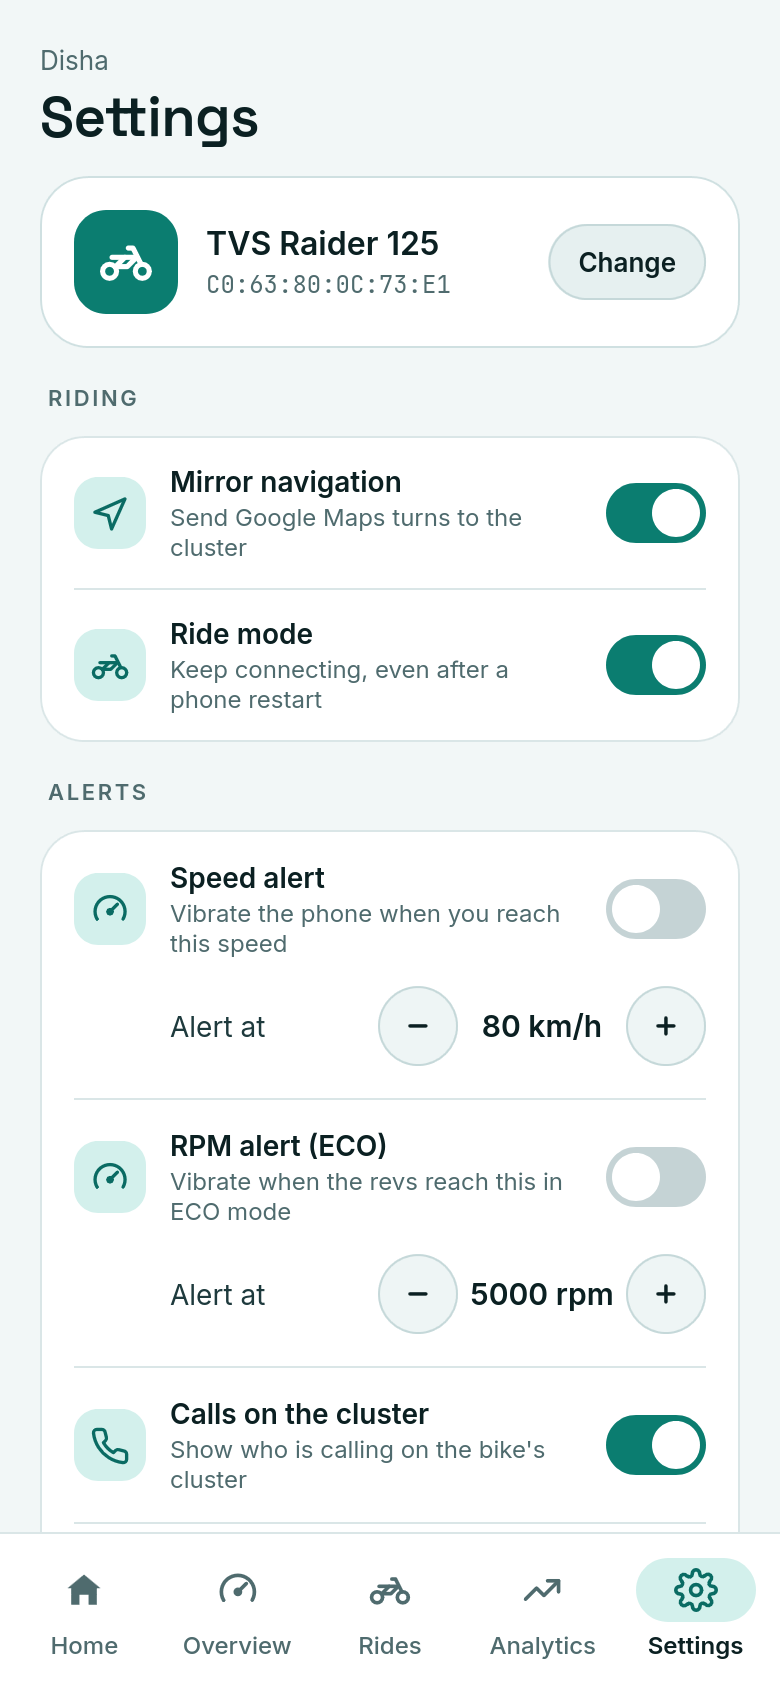 Disha
Settings
TVS Raider 125
C0:63:80:0C:73:E1
Change
RIDING
Mirror navigation
Send Google Maps turns to the
cluster
Ride mode
Keep connecting, even after a
phone restart
ALERTS
Speed alert
Vibrate the phone when you reach
this speed
Alert at
− 80 km/h +
RPM alert (ECO)
Vibrate when the revs reach this in
ECO mode
Alert at
− 5000 rpm +
Calls on the cluster
Show who is calling on the bike's
cluster
Home
Overview
Rides
Analytics
Settings